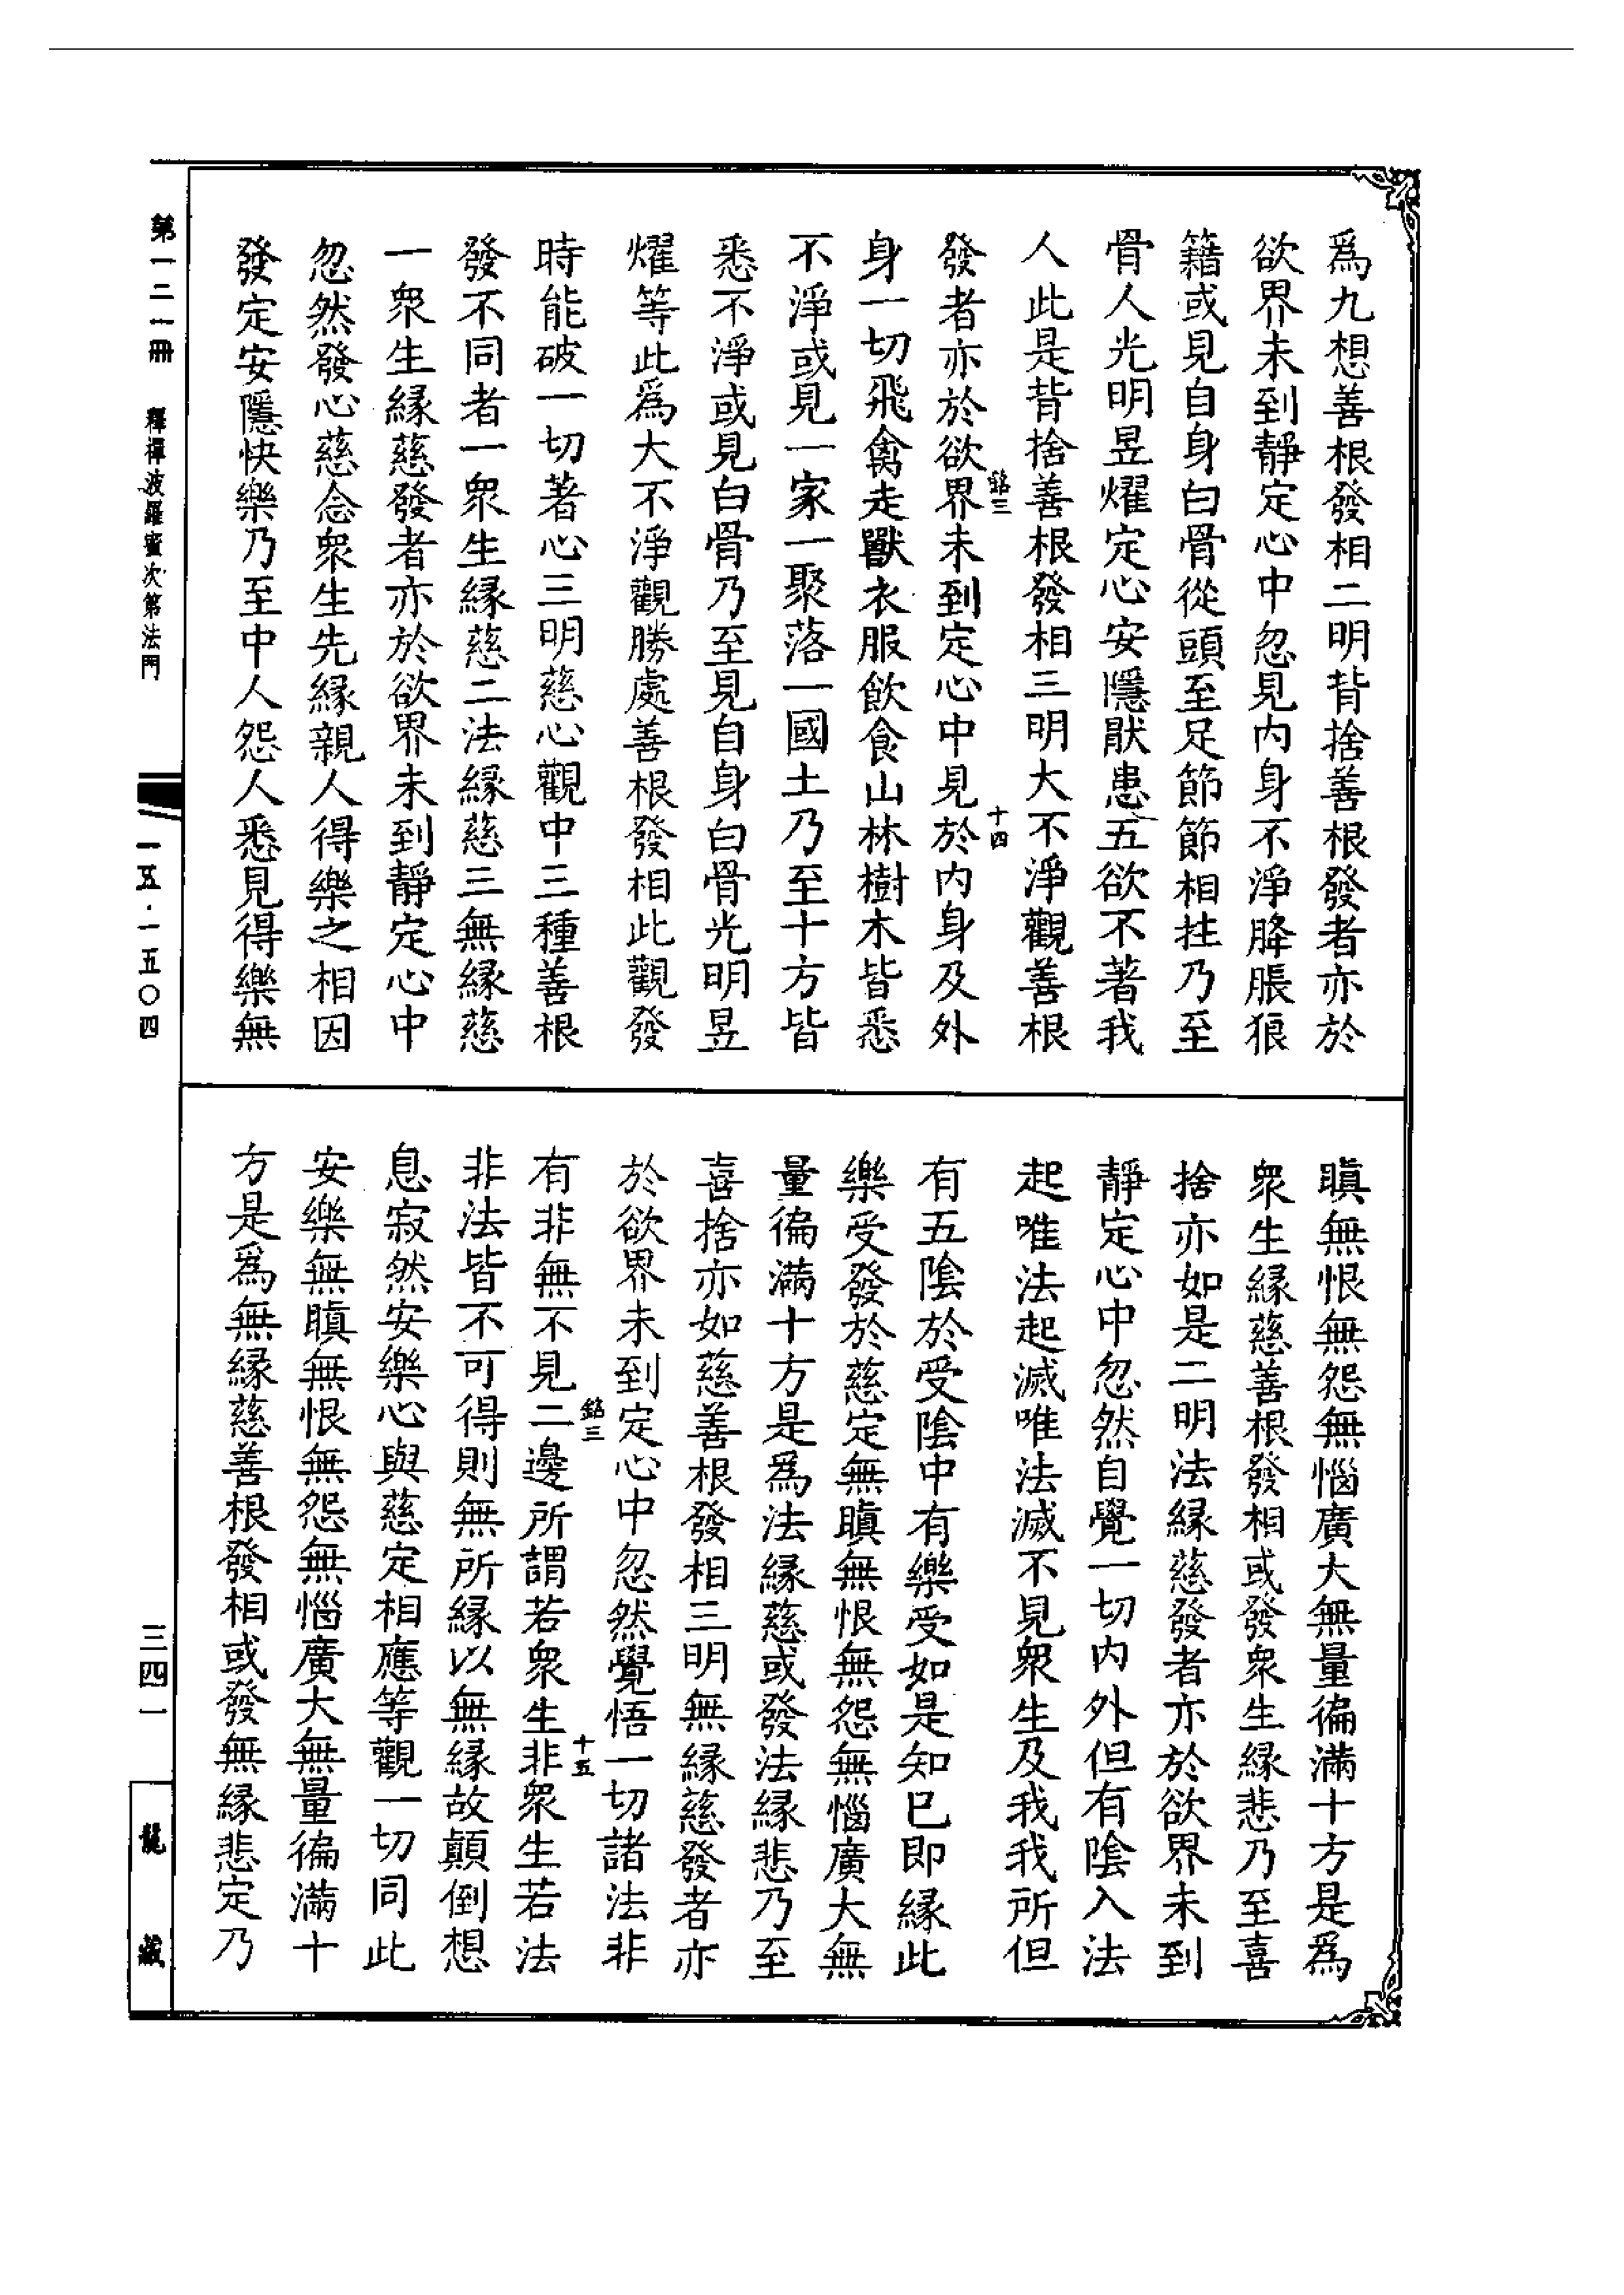 爲九想善根發相二明背捨善根發者亦於
欲界未到靜定心中忽見内身不淨胮脹狼
籍或見自身白骨從頭至足節節相拄乃至
骨人光明昱耀定心安隱厭患五欲不著我
人此是背捨善根發相三明大不淨觀善根
發者亦於欲界未到定心中見於内身及外
銘三
十四
身一切飛禽走獸衣服飲食山林樹木皆悉
不淨或見一家一聚落一國土乃至十方皆
悉不淨或見白骨乃至見自身白骨光明昱
耀等此爲大不淨觀勝處善根發相此觀發
時能破一切著心三明慈心觀中三種善根
發不同者一衆生緣慈二法緣慈三無緣慈
一衆生緣慈發者亦於欲界未到靜定心中
忽然發心慈念衆生先緣親人得樂之相因
發定安隱快樂乃至中人怨人悉見得樂無
瞋無恨無怨無惱廣大無量徧滿十方是爲
衆生緣慈善根發相或發衆生緣悲乃至喜
捨亦如是二明法緣慈發者亦於欲界未到
靜定心中忽然自覺一切内外但有陰入法
起唯法起滅唯法滅不見衆生及我我所但
有五陰於受陰中有樂受如是知已即緣此
樂受發於慈定無瞋無恨無怨無惱廣大無
量徧滿十方是爲法緣慈或發法緣悲乃至
喜捨亦如慈善根發相三明無緣慈發者亦
於欲界未到定心中忽然覺悟一切諸法非
銘三
十五
有非無不見二邊所謂若衆生非衆生若法
非法皆不可得則無所緣以無緣故顛倒想
息寂然安樂心與慈定相應等觀一切同此
安樂無瞋無恨無怨無惱廣大無量徧滿十
方是爲無緣慈善根發相或發無緣悲定乃
第一二一冊 釋禪波羅蜜次第法門
一五·一五〇四
三四一
龍藏